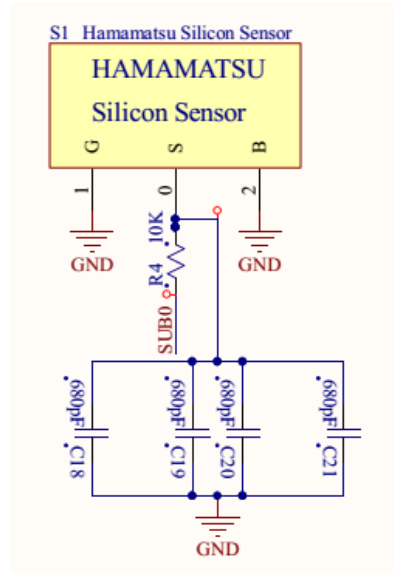 S1 Hamamatsu Silicon Sensor
HAMAMATSU
Silicon Sensor
G S B
1 0 2
GND
R4 10K
GND
SUB0
680pF C18
680pF C19
680pF C20
680pF C21
GND